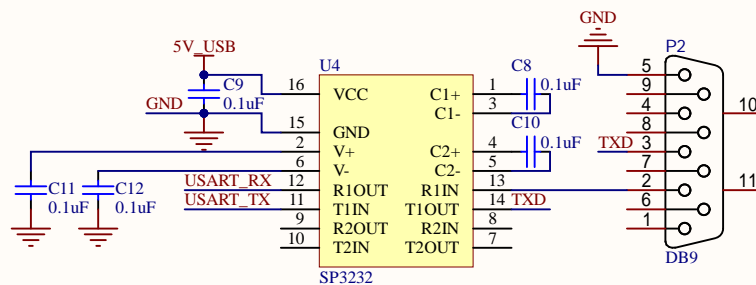 GND
P2
5V_USB
U4
C9
0.1uF
GND
16 VCC
15 GND
2 V+
6 V-
USART_RX 12 R1OUT
USART_TX 11 T1IN
9 R2OUT
10 T2IN
C1+ 1
C1- 3
C2+ 4
C2- 5
R1IN 13
T1OUT 14 TXD
R2IN 8
T2OUT 7
C8
0.1uF
C10
0.1uF
C11
0.1uF
C12
0.1uF
SP3232
5
9
4
8
TXD 3
7
2
6
1
10
11
DB9